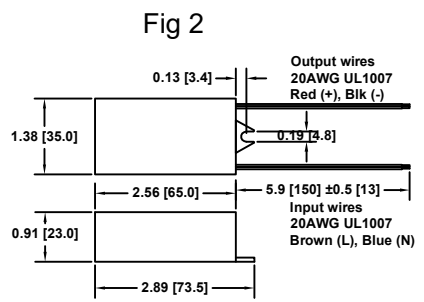 Fig 2
0.13 [3.4]
Output wires
20AWG UL1007
Red (+), Blk (-)
1.38 [35.0]
0.19 [4.8]
2.56 [65.0]
5.9 [150] ±0.5 [13]
Input wires
20AWG UL1007
Brown (L), Blue (N)
0.91 [23.0]
2.89 [73.5]